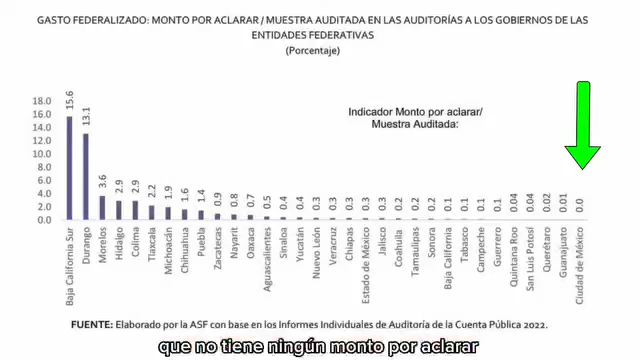 GASTO FEDERALIZADO: MONTO POR ACLARAR / MUESTRA AUDITADA EN LAS AUDITORÍAS A LOS GOBIERNOS DE LAS
ENTIDADES FEDERATIVAS
(Porcentaje)
Indicador Monto por aclarar/
Muestra Auditada:
18.0
16.0
14.0
12.0
10.0
8.0
6.0
4.0
2.0
0.0
15.6
13.1
3.6
2.9
2.9
2.2
1.9
1.6
1.4
0.9
0.8
0.7
0.5
0.4
0.4
0.3
0.3
0.3
0.3
0.3
0.2
0.2
0.2
0.1
0.1
0.1
0.1
0.04
0.04
0.02
0.01
0.0
Baja California Sur
Durango
Morelos
Hidalgo
Colima
Tlaxcala
Michoacán
Chihuahua
Puebla
Zacatecas
Nayarit
Oaxaca
Aguascalientes
Sinaloa
Yucatán
Nuevo León
Veracruz
Chiapas
Estado de México
Jalisco
Coahuila
Tamaulipas
Sonora
Baja California
Tabasco
Campeche
Guerrero
Quintana Roo
San Luis Potosí
Querétaro
Guanajuato
Ciudad de México
FUENTE: Elaborado por la ASF con base en los Informes Individuales de Auditoría de la Cuenta Pública 2022.
que no tiene ningún monto por aclarar